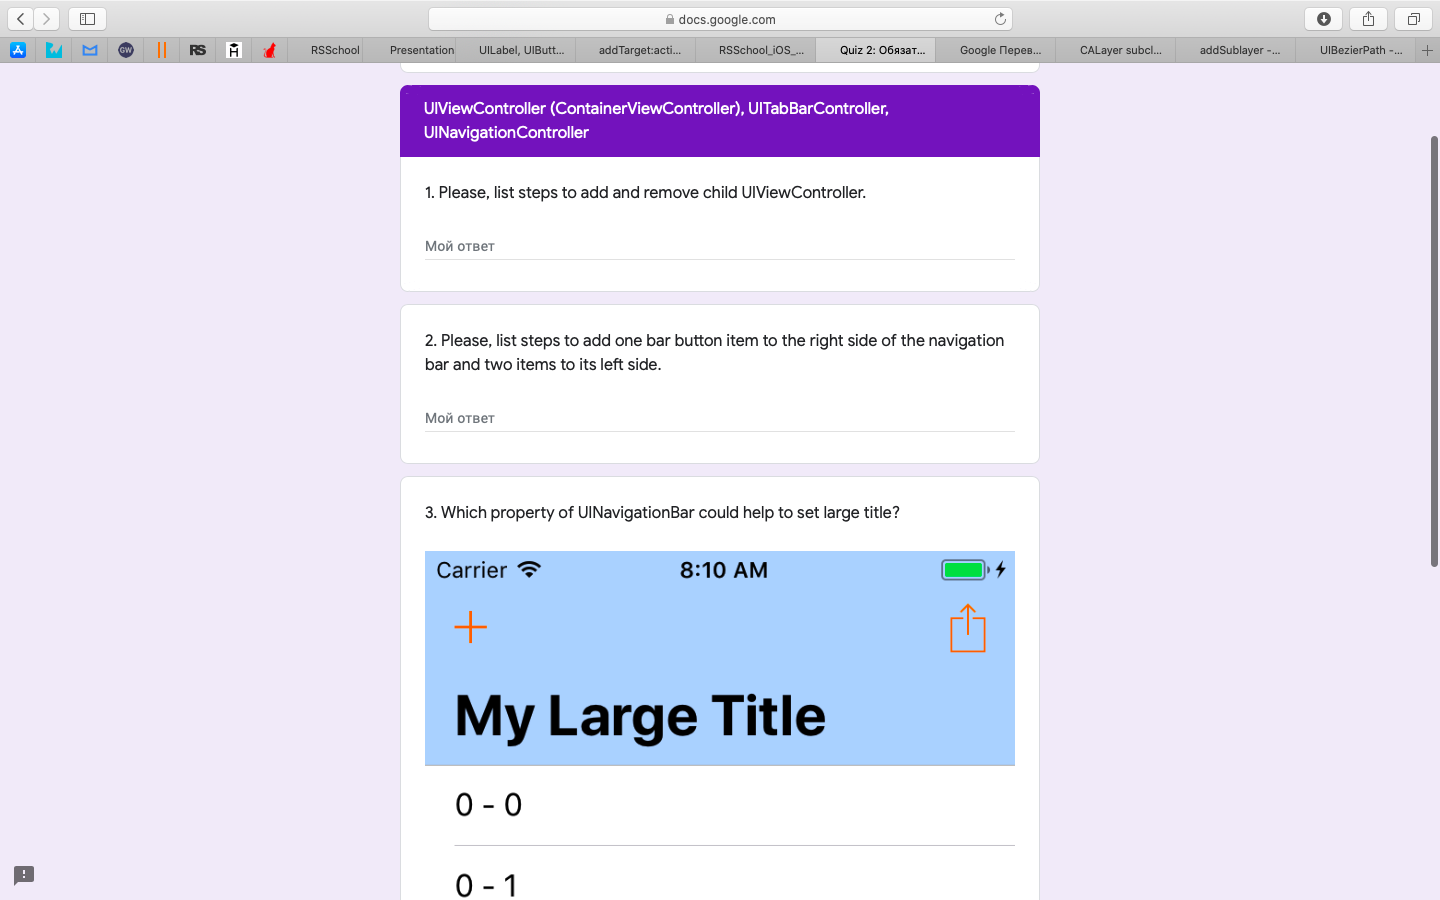 docs.google.com
GW
RS
H
RSSchool
Presentation
UILabel, UIButt...
addTarget:acti...
RSSchool_iOS_...
Quiz 2: Обязат...
Google Перев...
CALayer subcl...
addSublayer -...
UIBezierPath -...
UIViewController (ContainerViewController), UITabBarController,
UINavigationController
1. Please, list steps to add and remove child UIViewController.
Мой ответ
2. Please, list steps to add one bar button item to the right side of the navigation
bar and two items to its left side.
Мой ответ
3. Which property of UINavigationBar could help to set large title?
Carrier
8:10 AM
My Large Title
0 - 0
0 - 1